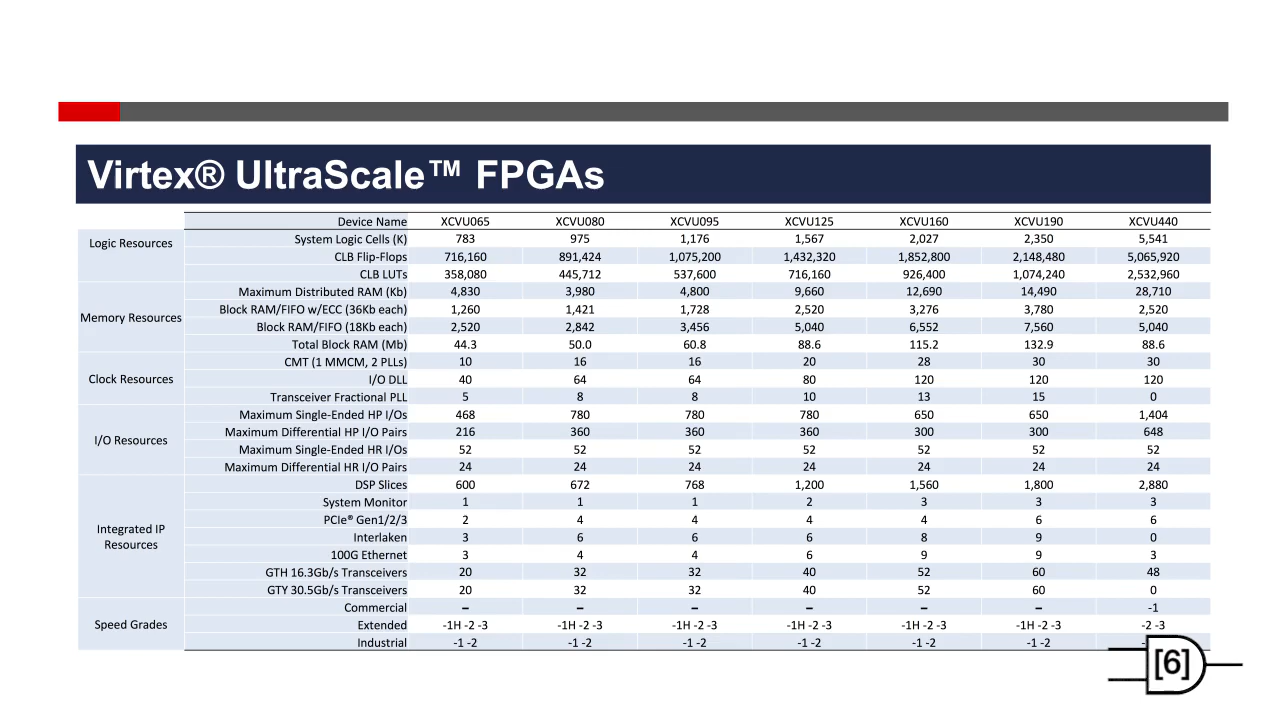 Virtex® UltraScale™ FPGAs
Device Name XCVU065 XCVU080 XCVU095 XCVU125 XCVU160 XCVU190 XCVU440
Logic Resources
System Logic Cells (K) 783 975 1,176 1,567 2,027 2,350 5,541
CLB Flip-Flops 716,160 891,424 1,075,200 1,432,320 1,852,800 2,148,480 5,065,920
CLB LUTs 358,080 445,712 537,600 716,160 926,400 1,074,240 2,532,960
Memory Resources
Maximum Distributed RAM (Kb) 4,830 3,980 4,800 9,660 12,690 14,490 28,710
Block RAM/FIFO w/ECC (36Kb each) 1,260 1,421 1,728 2,520 3,276 3,780 2,520
Block RAM/FIFO (18Kb each) 2,520 2,842 3,456 5,040 6,552 7,560 5,040
Total Block RAM (Mb) 44.3 50.0 60.8 88.6 115.2 132.9 88.6
Clock Resources
CMT (1 MMCM, 2 PLLs) 10 16 16 20 28 30 30
I/O DLL 40 64 64 80 120 120 120
Transceiver Fractional PLL 5 8 8 10 13 15 0
I/O Resources
Maximum Single-Ended HP I/Os 468 780 780 780 650 650 1,404
Maximum Differential HP I/O Pairs 216 360 360 360 300 300 648
Maximum Single-Ended HR I/Os 52 52 52 52 52 52 52
Maximum Differential HR I/O Pairs 24 24 24 24 24 24 24
Integrated IP
Resources
DSP Slices 600 672 768 1,200 1,560 1,800 2,880
System Monitor 1 1 1 2 3 3 3
PCIe® Gen1/2/3 2 4 4 4 4 6 6
Interlaken 3 6 6 6 8 9 0
100G Ethernet 3 4 4 6 9 9 3
GTH 16.3Gb/s Transceivers 20 32 32 40 52 60 48
GTY 30.5Gb/s Transceivers 20 32 32 40 52 60 0
Speed Grades
Commercial – – – – – – -1
Extended -1H -2 -3 -1H -2 -3 -1H -2 -3 -1H -2 -3 -1H -2 -3 -1H -2 -3 -2 -3
Industrial -1 -2 -1 -2 -1 -2 -1 -2 -1 -2 -1 -2
[6]